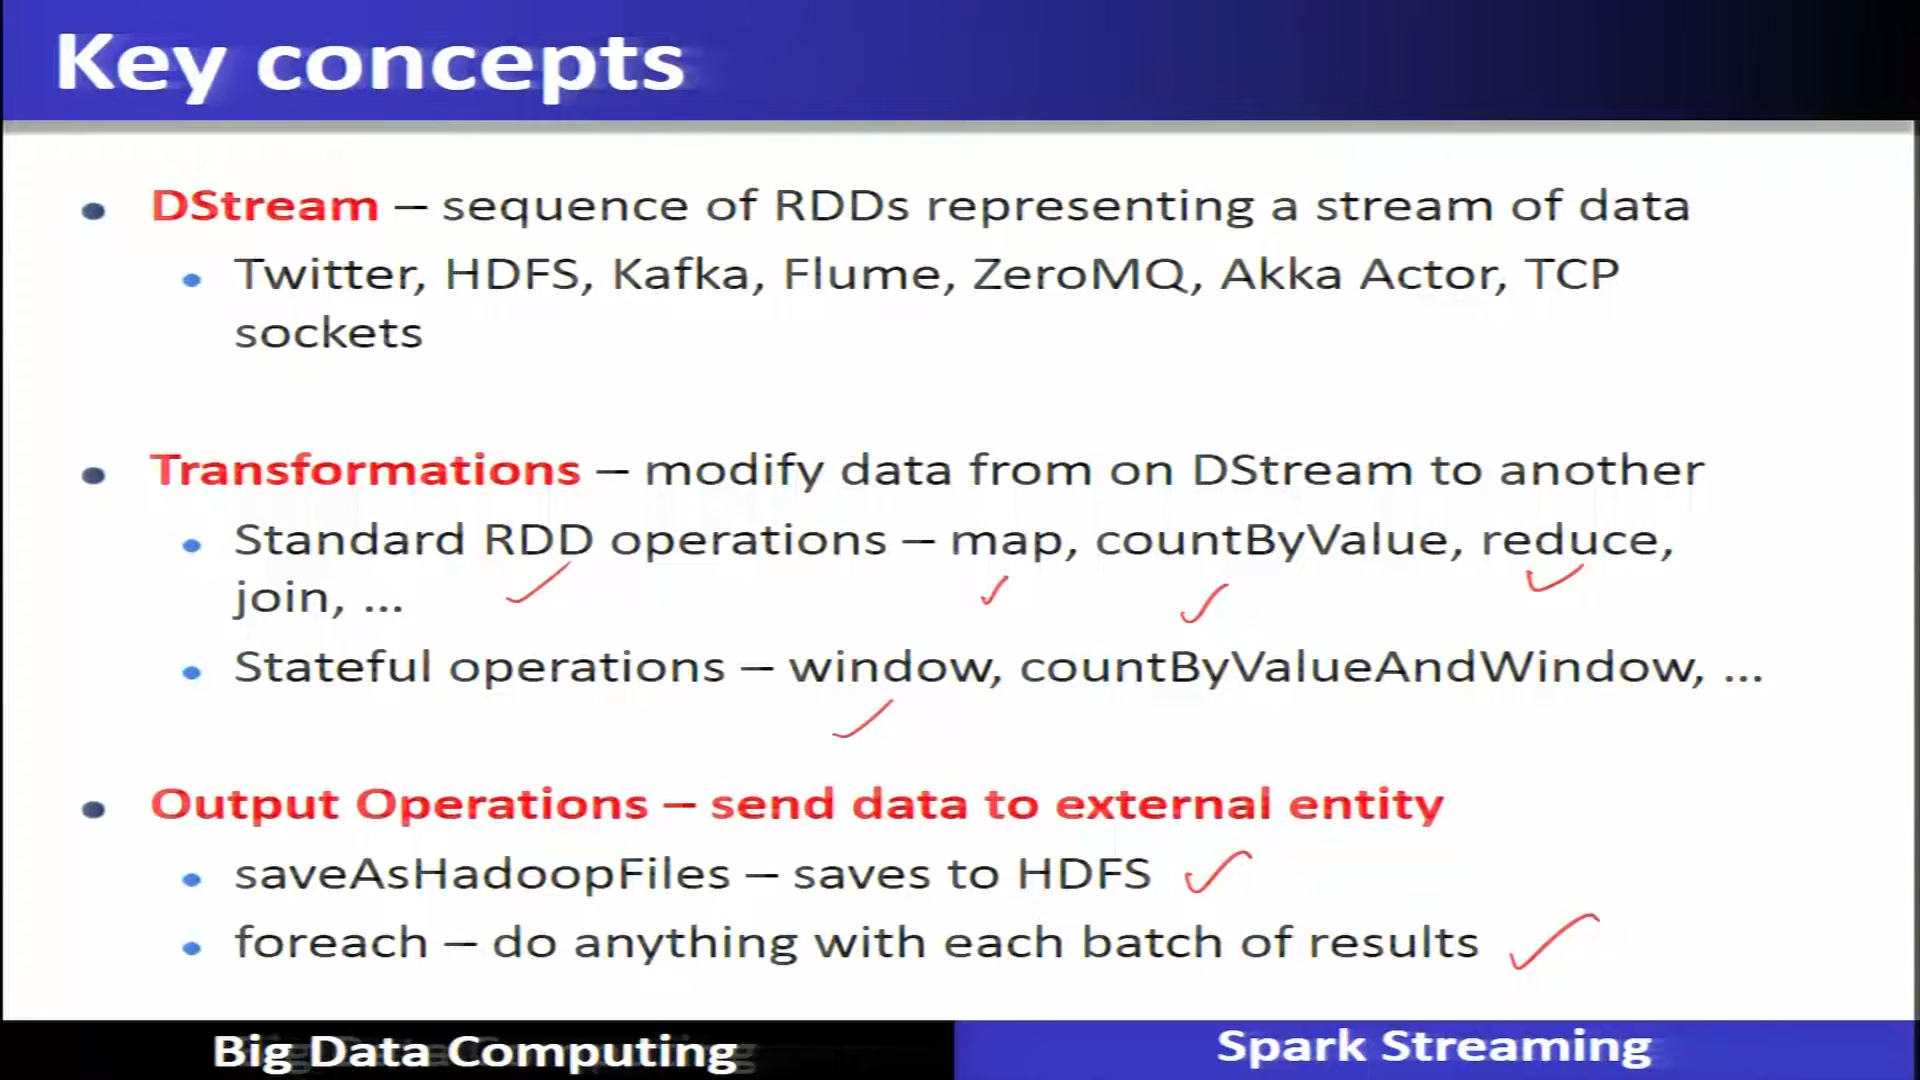 Key concepts
• DStream – sequence of RDDs representing a stream of data
• Twitter, HDFS, Kafka, Flume, ZeroMQ, Akka Actor, TCP
sockets
• Transformations – modify data from on DStream to another
• Standard RDD operations – map, countByValue, reduce,
join, ...
• Stateful operations – window, countByValueAndWindow, ...
• Output Operations – send data to external entity
• saveAsHadoopFiles – saves to HDFS
• foreach – do anything with each batch of results
Big Data Computing
Spark Streaming